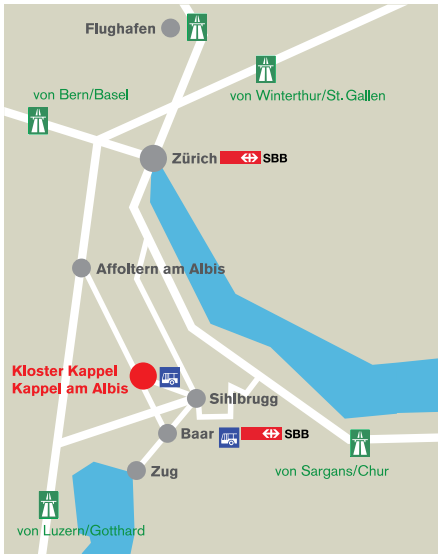 Flughafen
von Bern/Basel
von Winterthur/St. Gallen
Zürich SBB
Affoltern am Albis
Kloster Kappel
Kappel am Albis
Sihlbrugg
Baar SBB
Zug
von Sargans/Chur
von Luzern/Gotthard